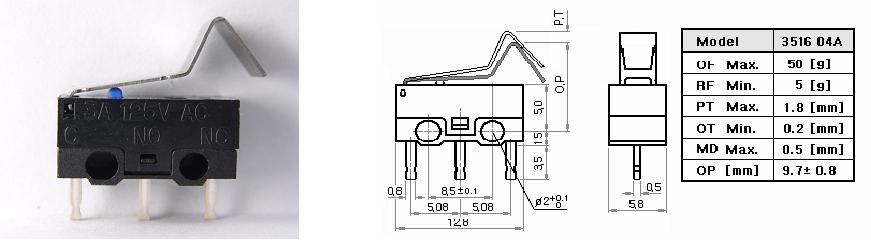 3A 125V AC
C NO NC
P.T
O.P
5,0
1,5
3,5
0,8
8,5±0.1
5,08 5,08
12,8
ø2+0.1 0
0,5
5,8
Model 3516 04A
OF Max. 50 [g]
RF Min. 5 [g]
PT Max. 1.8 [mm]
OT Min. 0.2 [mm]
MD Max. 0.5 [mm]
OP [mm] 9.7± 0.8